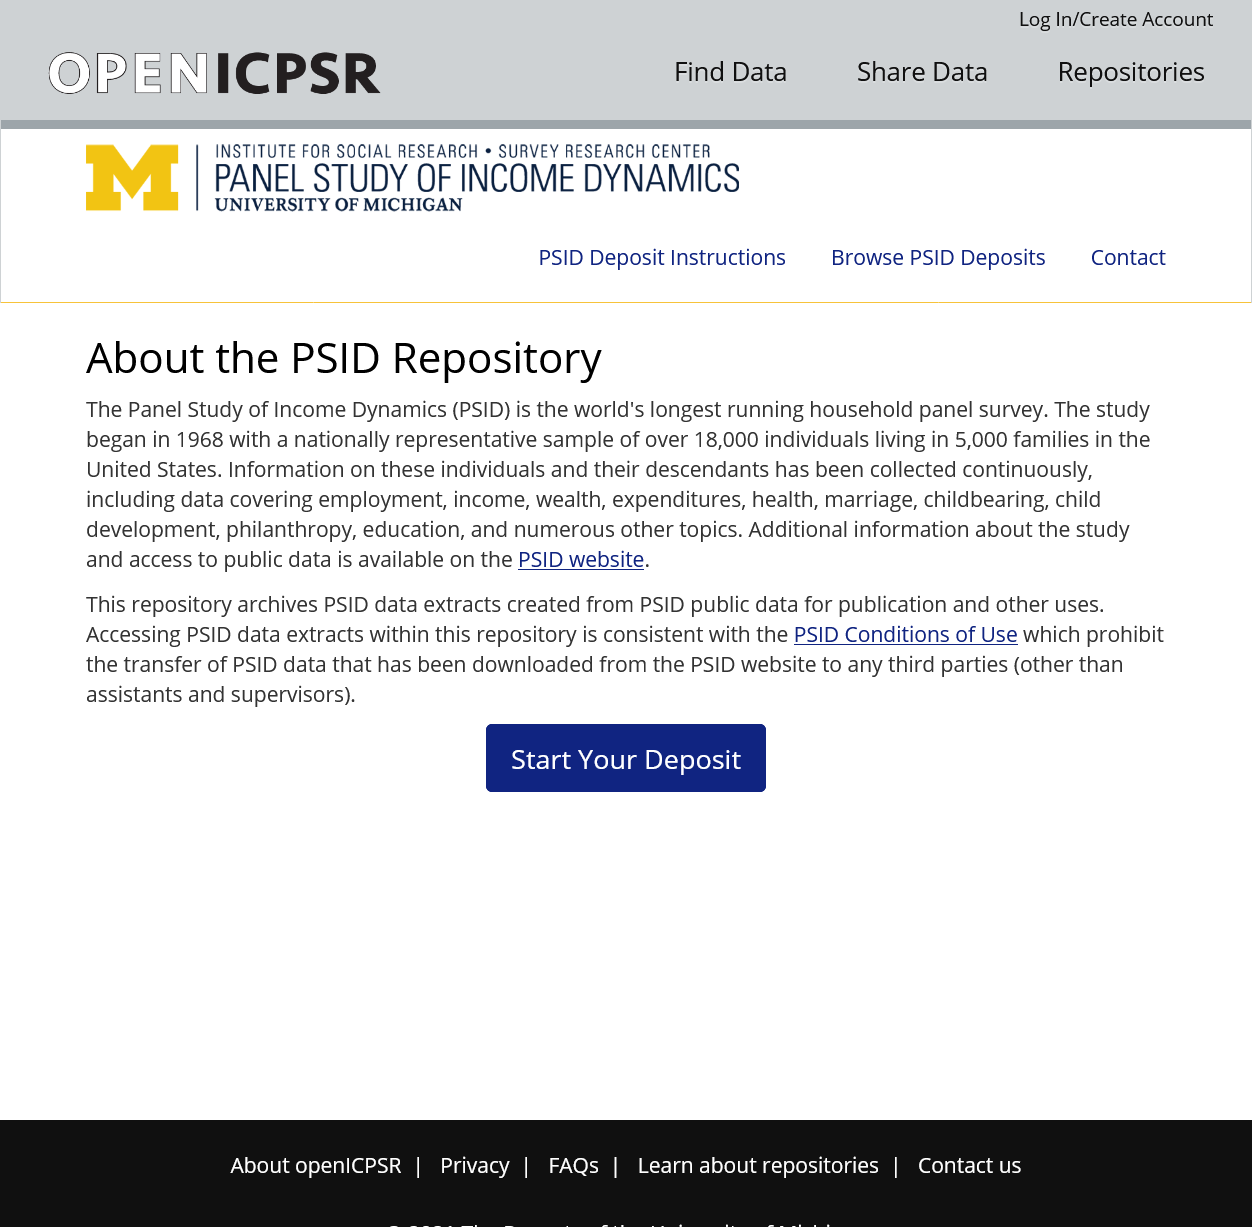 Log In/Create Account
OPENICPSR
Find Data
Share Data
Repositories
INSTITUTE FOR SOCIAL RESEARCH • SURVEY RESEARCH CENTER
PANEL STUDY OF INCOME DYNAMICS
UNIVERSITY OF MICHIGAN
PSID Deposit Instructions
Browse PSID Deposits
Contact
About the PSID Repository
The Panel Study of Income Dynamics (PSID) is the world's longest running household panel survey. The study
began in 1968 with a nationally representative sample of over 18,000 individuals living in 5,000 families in the
United States. Information on these individuals and their descendants has been collected continuously,
including data covering employment, income, wealth, expenditures, health, marriage, childbearing, child
development, philanthropy, education, and numerous other topics. Additional information about the study
and access to public data is available on the PSID website.
This repository archives PSID data extracts created from PSID public data for publication and other uses.
Accessing PSID data extracts within this repository is consistent with the PSID Conditions of Use which prohibit
the transfer of PSID data that has been downloaded from the PSID website to any third parties (other than
assistants and supervisors).
Start Your Deposit
About openICPSR | Privacy | FAQs | Learn about repositories | Contact us